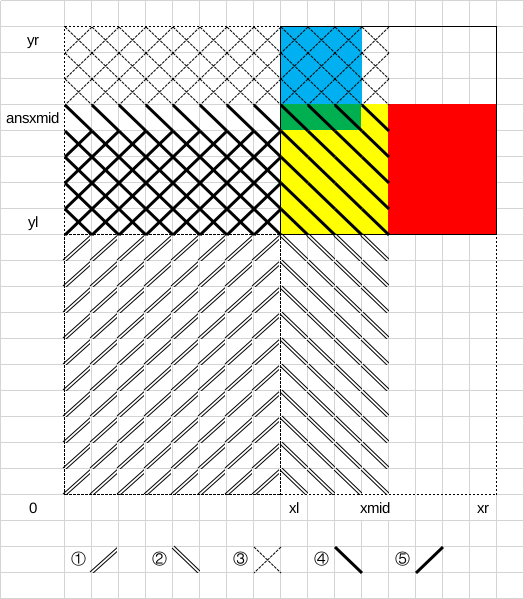 yr
ansxmid
yl
0 xl xmid xr
① ② ③ ④ ⑤